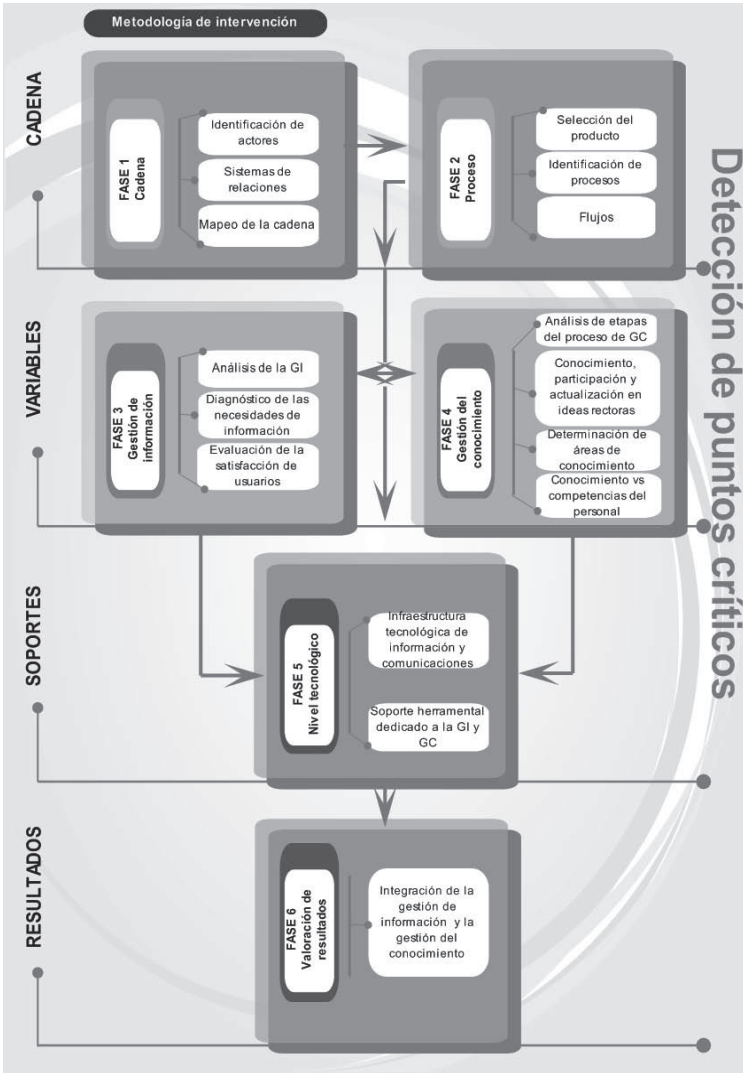 Metodología de intervención
CADENA
FASE 1
Cadena
Identificación de
actores
Sistemas de
relaciones
Mapeo de la cadena
FASE 2
Proceso
Selección del
producto
Identificación de
procesos
Flujos
VARIABLES
FASE 3
Gestión de
información
Análisis de la GI
Diagnóstico de las
necesidades de
información
Evaluación de la
satisfacción de
usuarios
FASE 4
Gestión del
conocimiento
Análisis de etapas
del proceso de GC
Conocimiento,
participación y
actualización en
ideas rectoras
Determinación de
áreas de
conocimiento
Conocimiento vs
competencias del
personal
SOPORTES
FASE 5
Nivel tecnológico
Infraestructura
tecnológica de
información y
comunicaciones
Soporte herramental
dedicado a la GI y
GC
RESULTADOS
FASE 6
Valoración de
resultados
Integración de la
gestión de
información y la
gestión del
conocimiento
Detección de puntos críticos